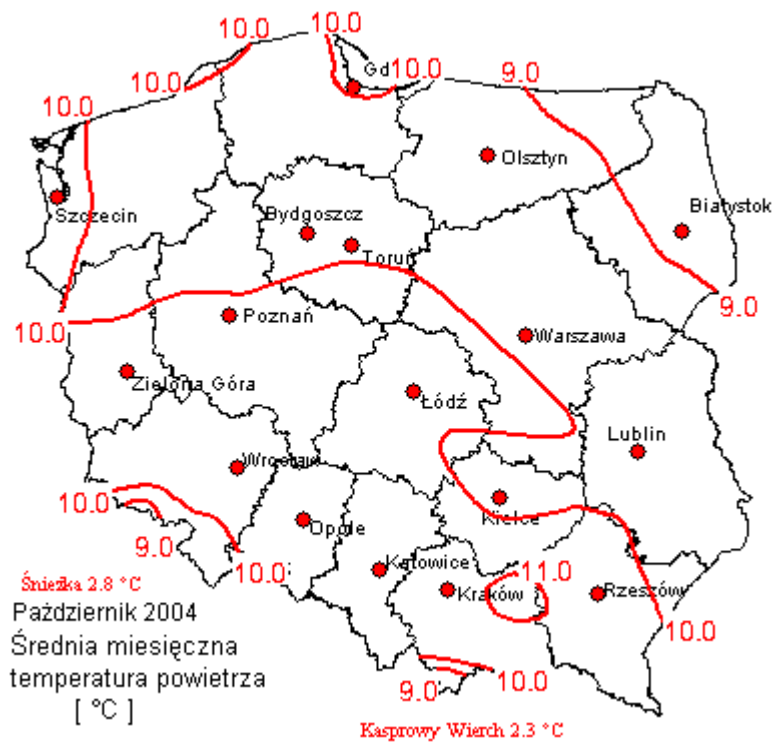 10.0
Gd
10.0
10.0
9.0
10.0
Olsztyn
Białystok
Szczecin
Bydgoszcz
Toruń
9.0
10.0
Poznań
Warszawa
Zielona Góra
Łódź
Lublin
Wrocław
10.0
Kielce
Opole
9.0
10.0
Katowice
11.0
Śnieżka 2.8 °C
Kraków
Rzeszów
Październik 2004
10.0
Średnia miesięczna
temperatura powietrza
9.0
10.0
[ °C ]
Kasprowy Wierch 2.3 °C